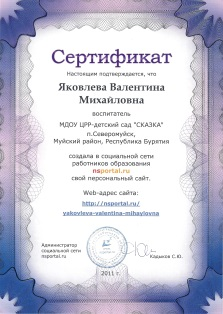 Сертификат
Настоящим подтверждается, что
Яковлева Валентина
Михайловна
воспитатель
МДОУ ЦРР-детский сад "СКАЗКА"
п.Северомуйск,
Муйский район, Республика Бурятия
создала в социальной сети
работников образования
nsportal.ru
свой персональный сайт.
Web-адрес сайта:
http://nsportal.ru/
yakovleva-valentina-mihaylovna
Администратор
социальной сети
nsportal.ru
Кадыков С.Ю.
2011 г.